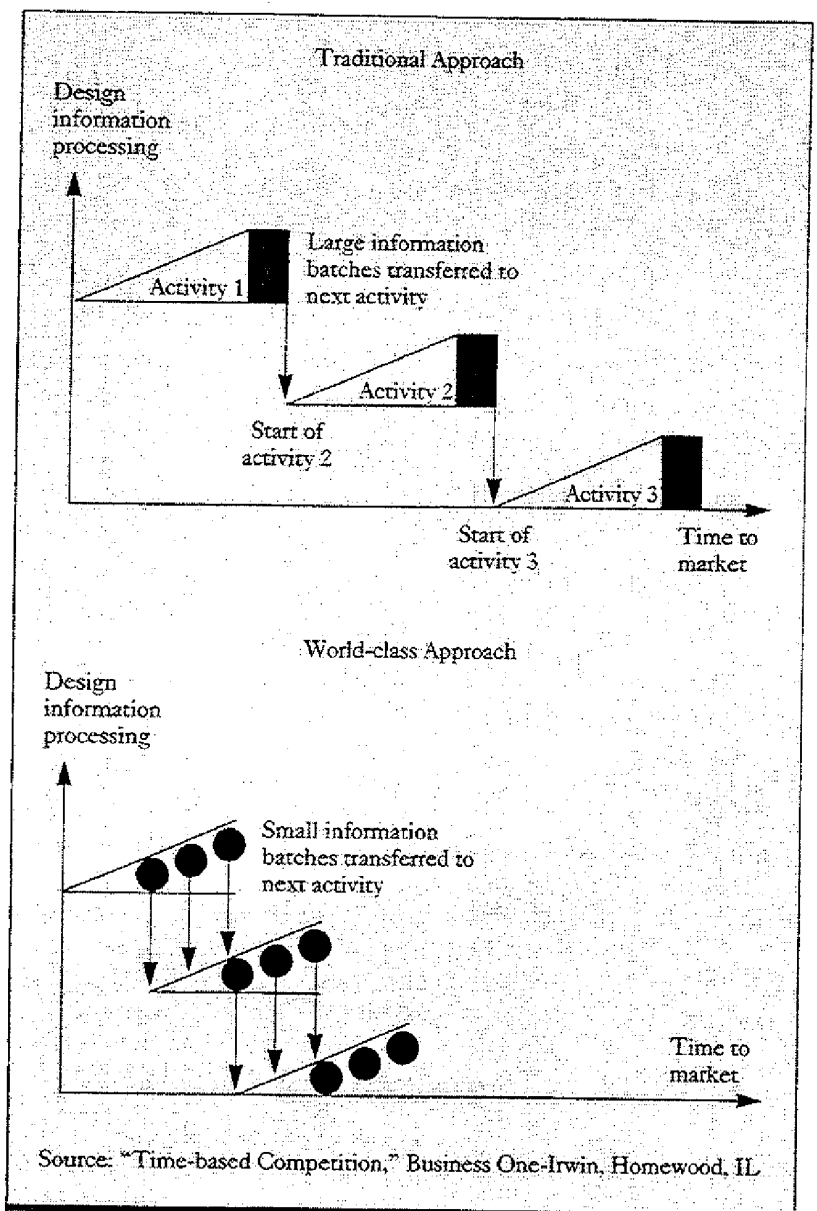 Traditional Approach
Design
information
processing
Large information
batches transferred to
next activity
Activity 1
Activity 2
Start of
activity 2
Activity 3
Start of
activity 3
Time to
market
World-class Approach
Design
information
processing
Small information
batches transferred to
next activity
Time to
market
Source: "Time-based Competition," Business One-Irwin, Homewood, IL